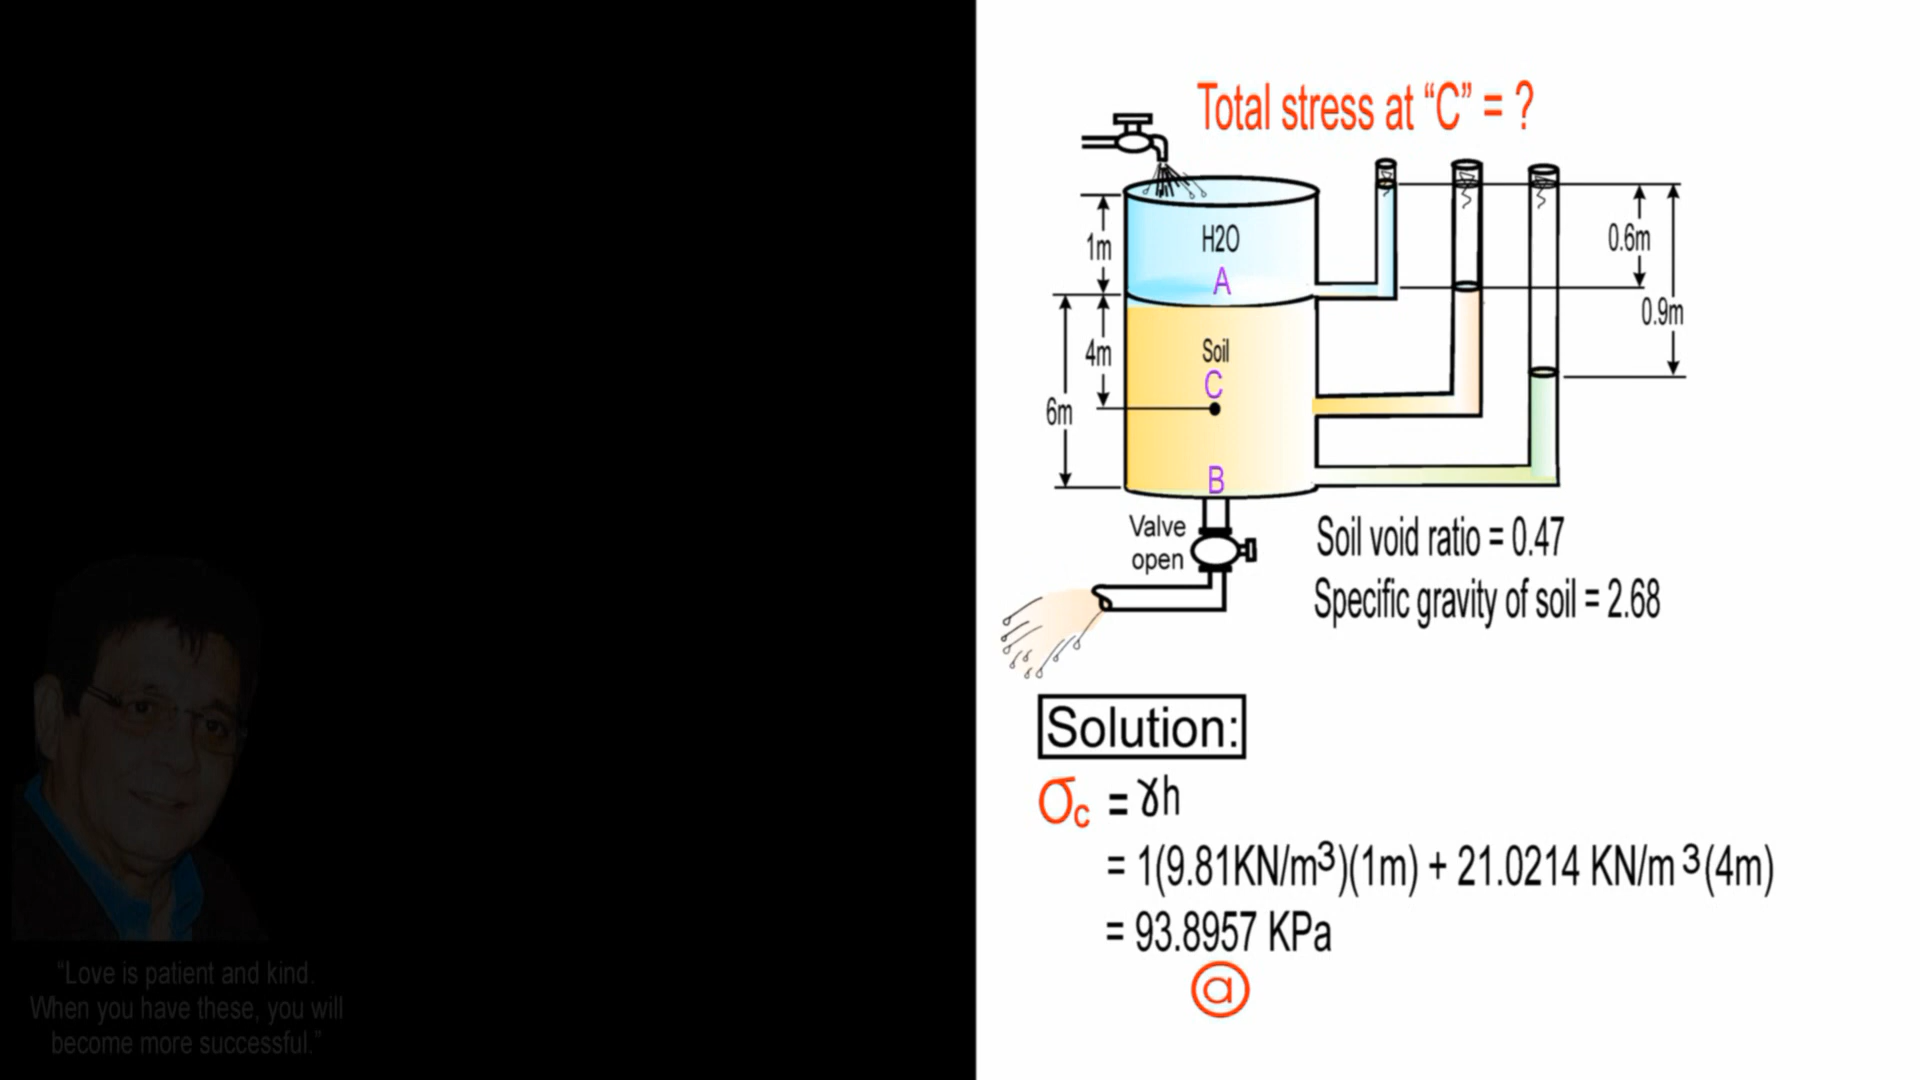 Total stress at “C” = ?
H2O
A
1m
0.6m
0.9m
Soil
4m
C
6m
B
Valve
open
Soil void ratio = 0.47
Specific gravity of soil = 2.68
Solution:
σc = ɣh
= 1(9.81KN/m³)(1m) + 21.0214 KN/m³(4m)
= 93.8957 KPa
a
“Love is patient and kind.
When you have these, you will
become more successful.”